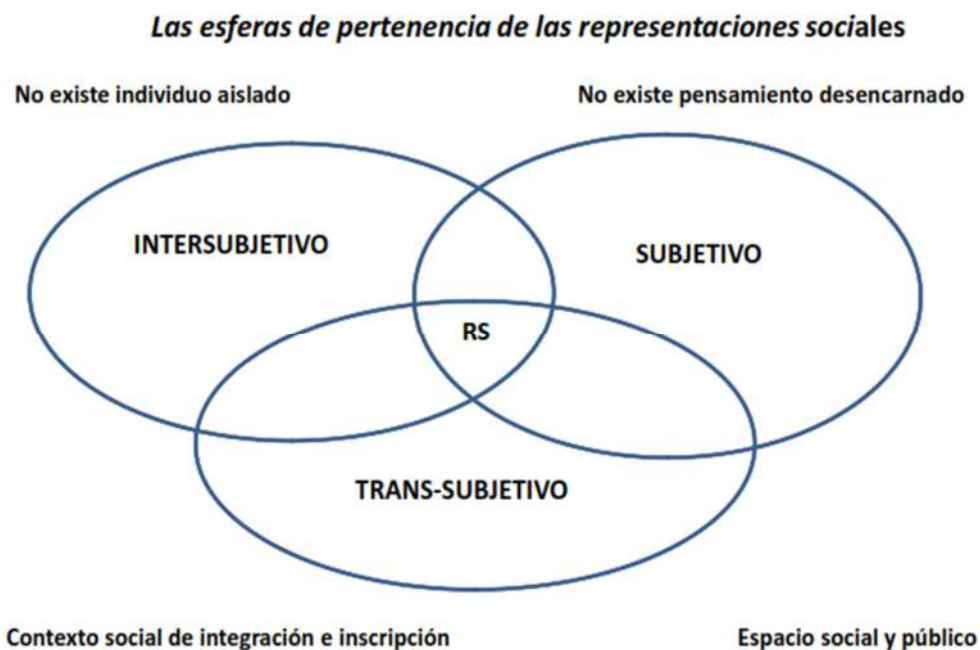 Las esferas de pertenencia de las representaciones sociales
No existe individuo aislado
No existe pensamiento desencarnado
INTERSUBJETIVO
SUBJETIVO
RS
TRANS-SUBJETIVO
Contexto social de integración e inscripción
Espacio social y público